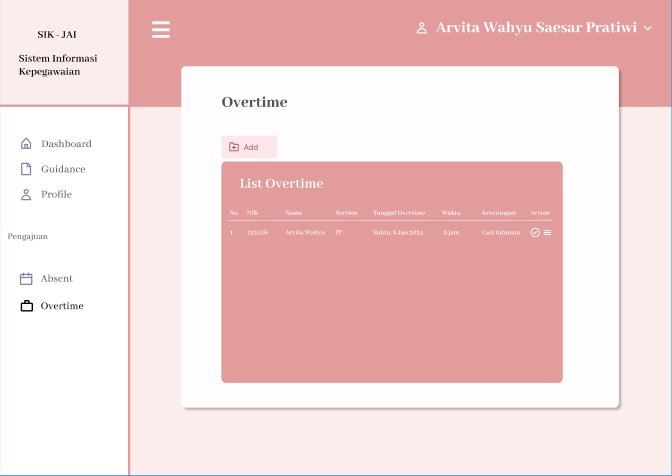 SIK - JAI
Sistem Informasi
Kepegawaian
Arvita Wahyu Saesar Pratiwi
Dashboard
Guidance
Profile
Pengajuan
Absent
Overtime
Overtime
Add
List Overtime
No. NIK Nama Section Tanggal Overtime Waktu Keterangan Action
1 123456 Arvita Wahyu IT Sabtu, 6 Jan 2024 3 jam Cuti tahunan